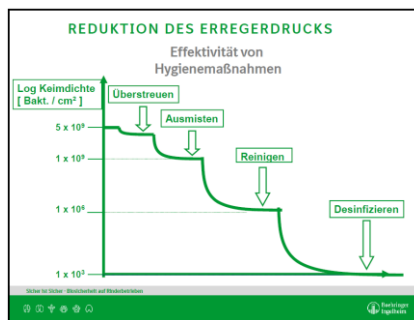 REDUKTION DES ERREGERDRUCKS
Effektivität von
Hygienemaßnahmen
Log Keimdichte
[ Bakt. / cm² ]
Überstreuen
Ausmisten
Reinigen
Desinfizieren
5 x 10⁹
1 x 10⁹
1 x 10⁶
1 x 10³
Sicher ist Sicher - Biosicherheit auf Rinderbetrieben
Boehringer
Ingelheim